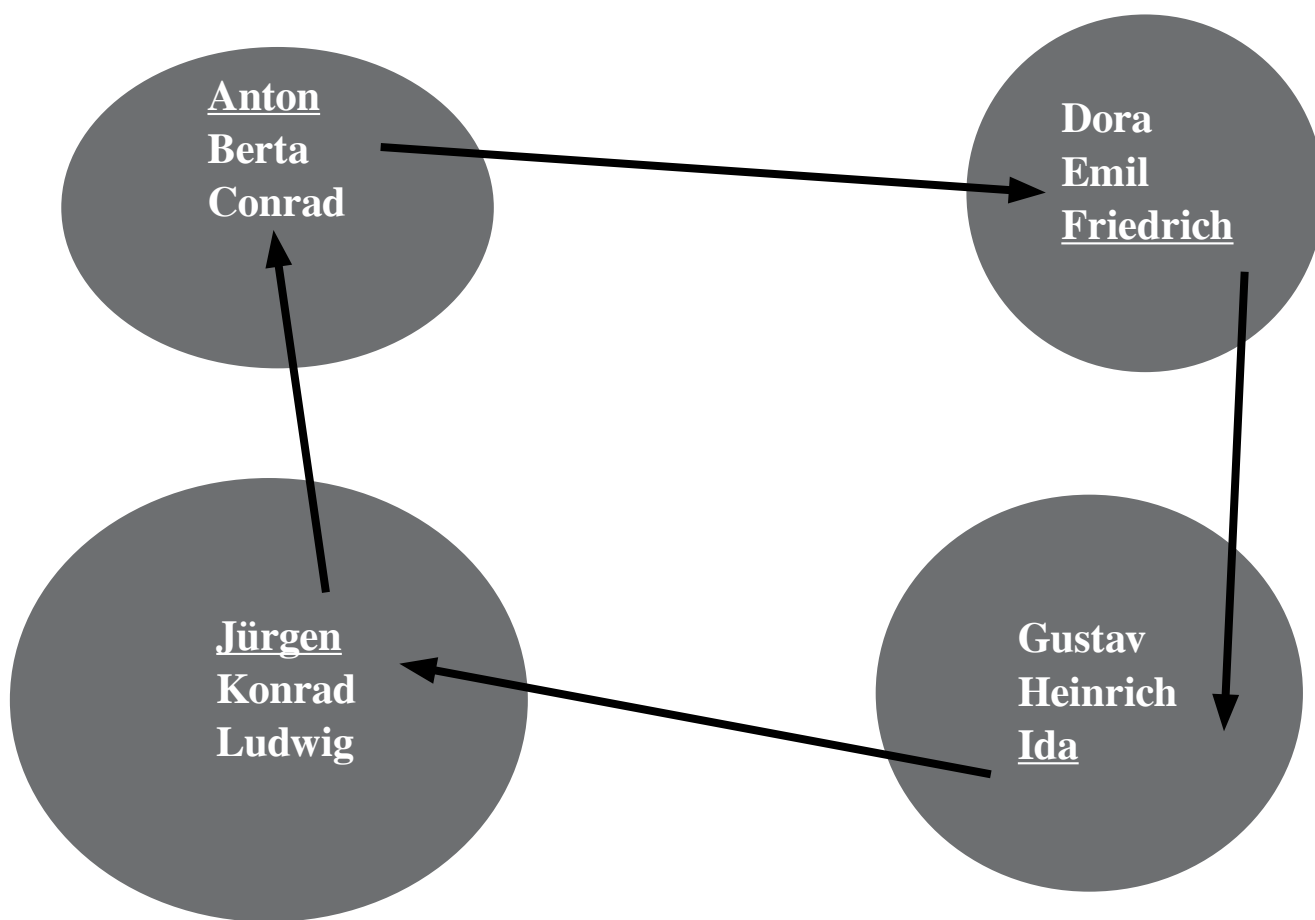 Anton
Berta
Conrad
Dora
Emil
Friedrich
Jürgen
Konrad
Ludwig
Gustav
Heinrich
Ida